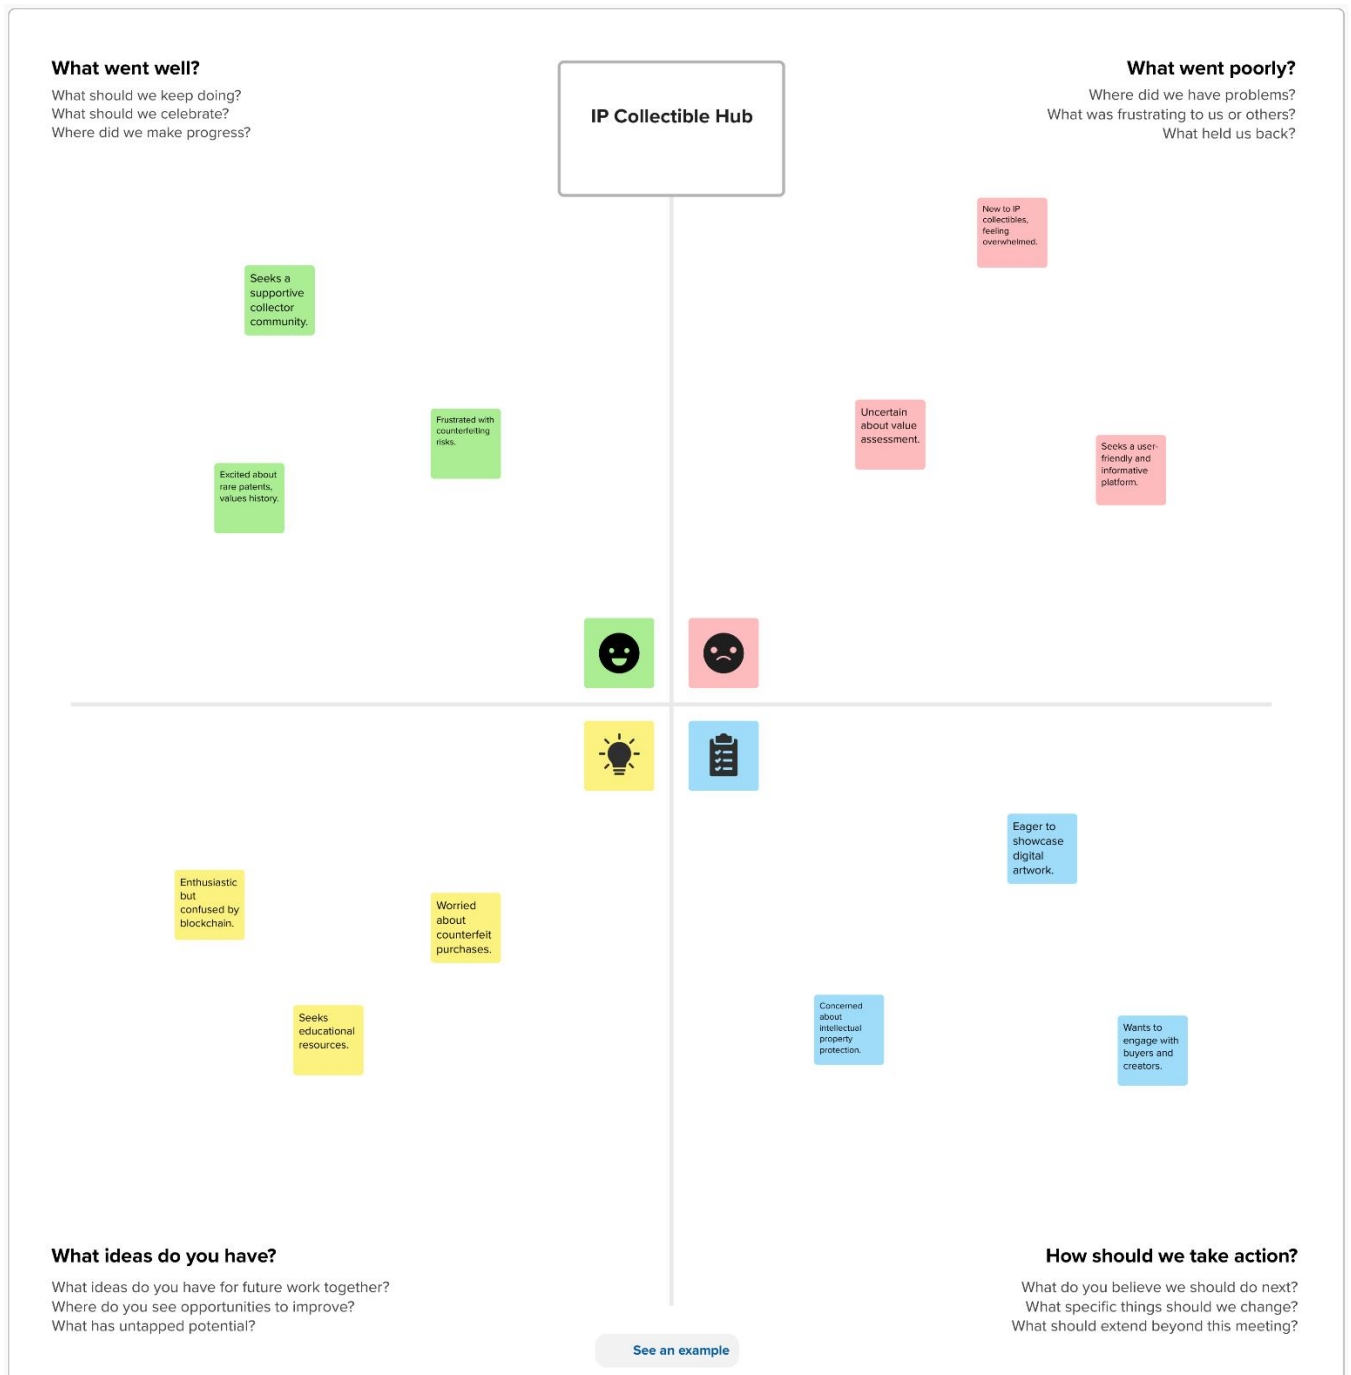 What went well?
What should we keep doing?
What should we celebrate?
Where did we make progress?
IP Collectible Hub
What went poorly?
Where did we have problems?
What was frustrating to us or others?
What held us back?
Seeks a
supportive
collector
community.
Frustrated with
counterfeiting
risks.
Excited about
rare patents,
values history.
New to IP
collectibles,
feeling
overwhelmed.
Uncertain
about value
assessment.
Seeks a user-
friendly and
informative
platform.
Enthusiastic
but
confused by
blockchain.
Worried
about
counterfeit
purchases.
Seeks
educational
resources.
Eager to
showcase
digital
artwork.
Concerned
about
intellectual
property
protection.
Wants to
engage with
buyers and
creators.
What ideas do you have?
What ideas do you have for future work together?
Where do you see opportunities to improve?
What has untapped potential?
How should we take action?
What do you believe we should do next?
What specific things should we change?
What should extend beyond this meeting?
See an example